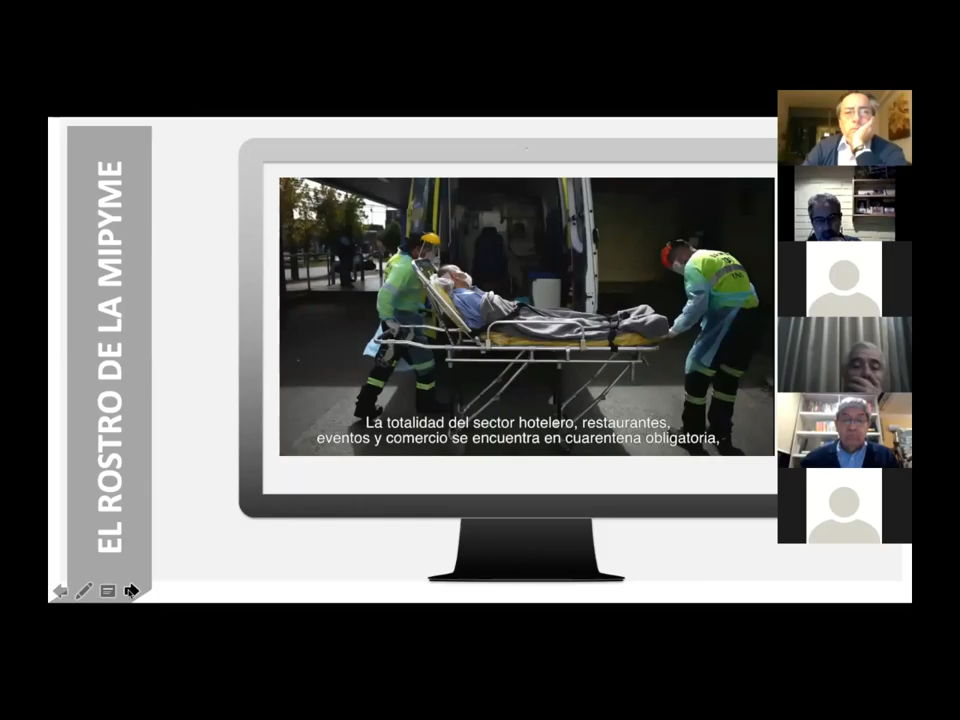 EL ROSTRO DE LA MIPYME
La totalidad del sector hotelero, restaurantes,
eventos y comercio se encuentra en cuarentena obligatoria,